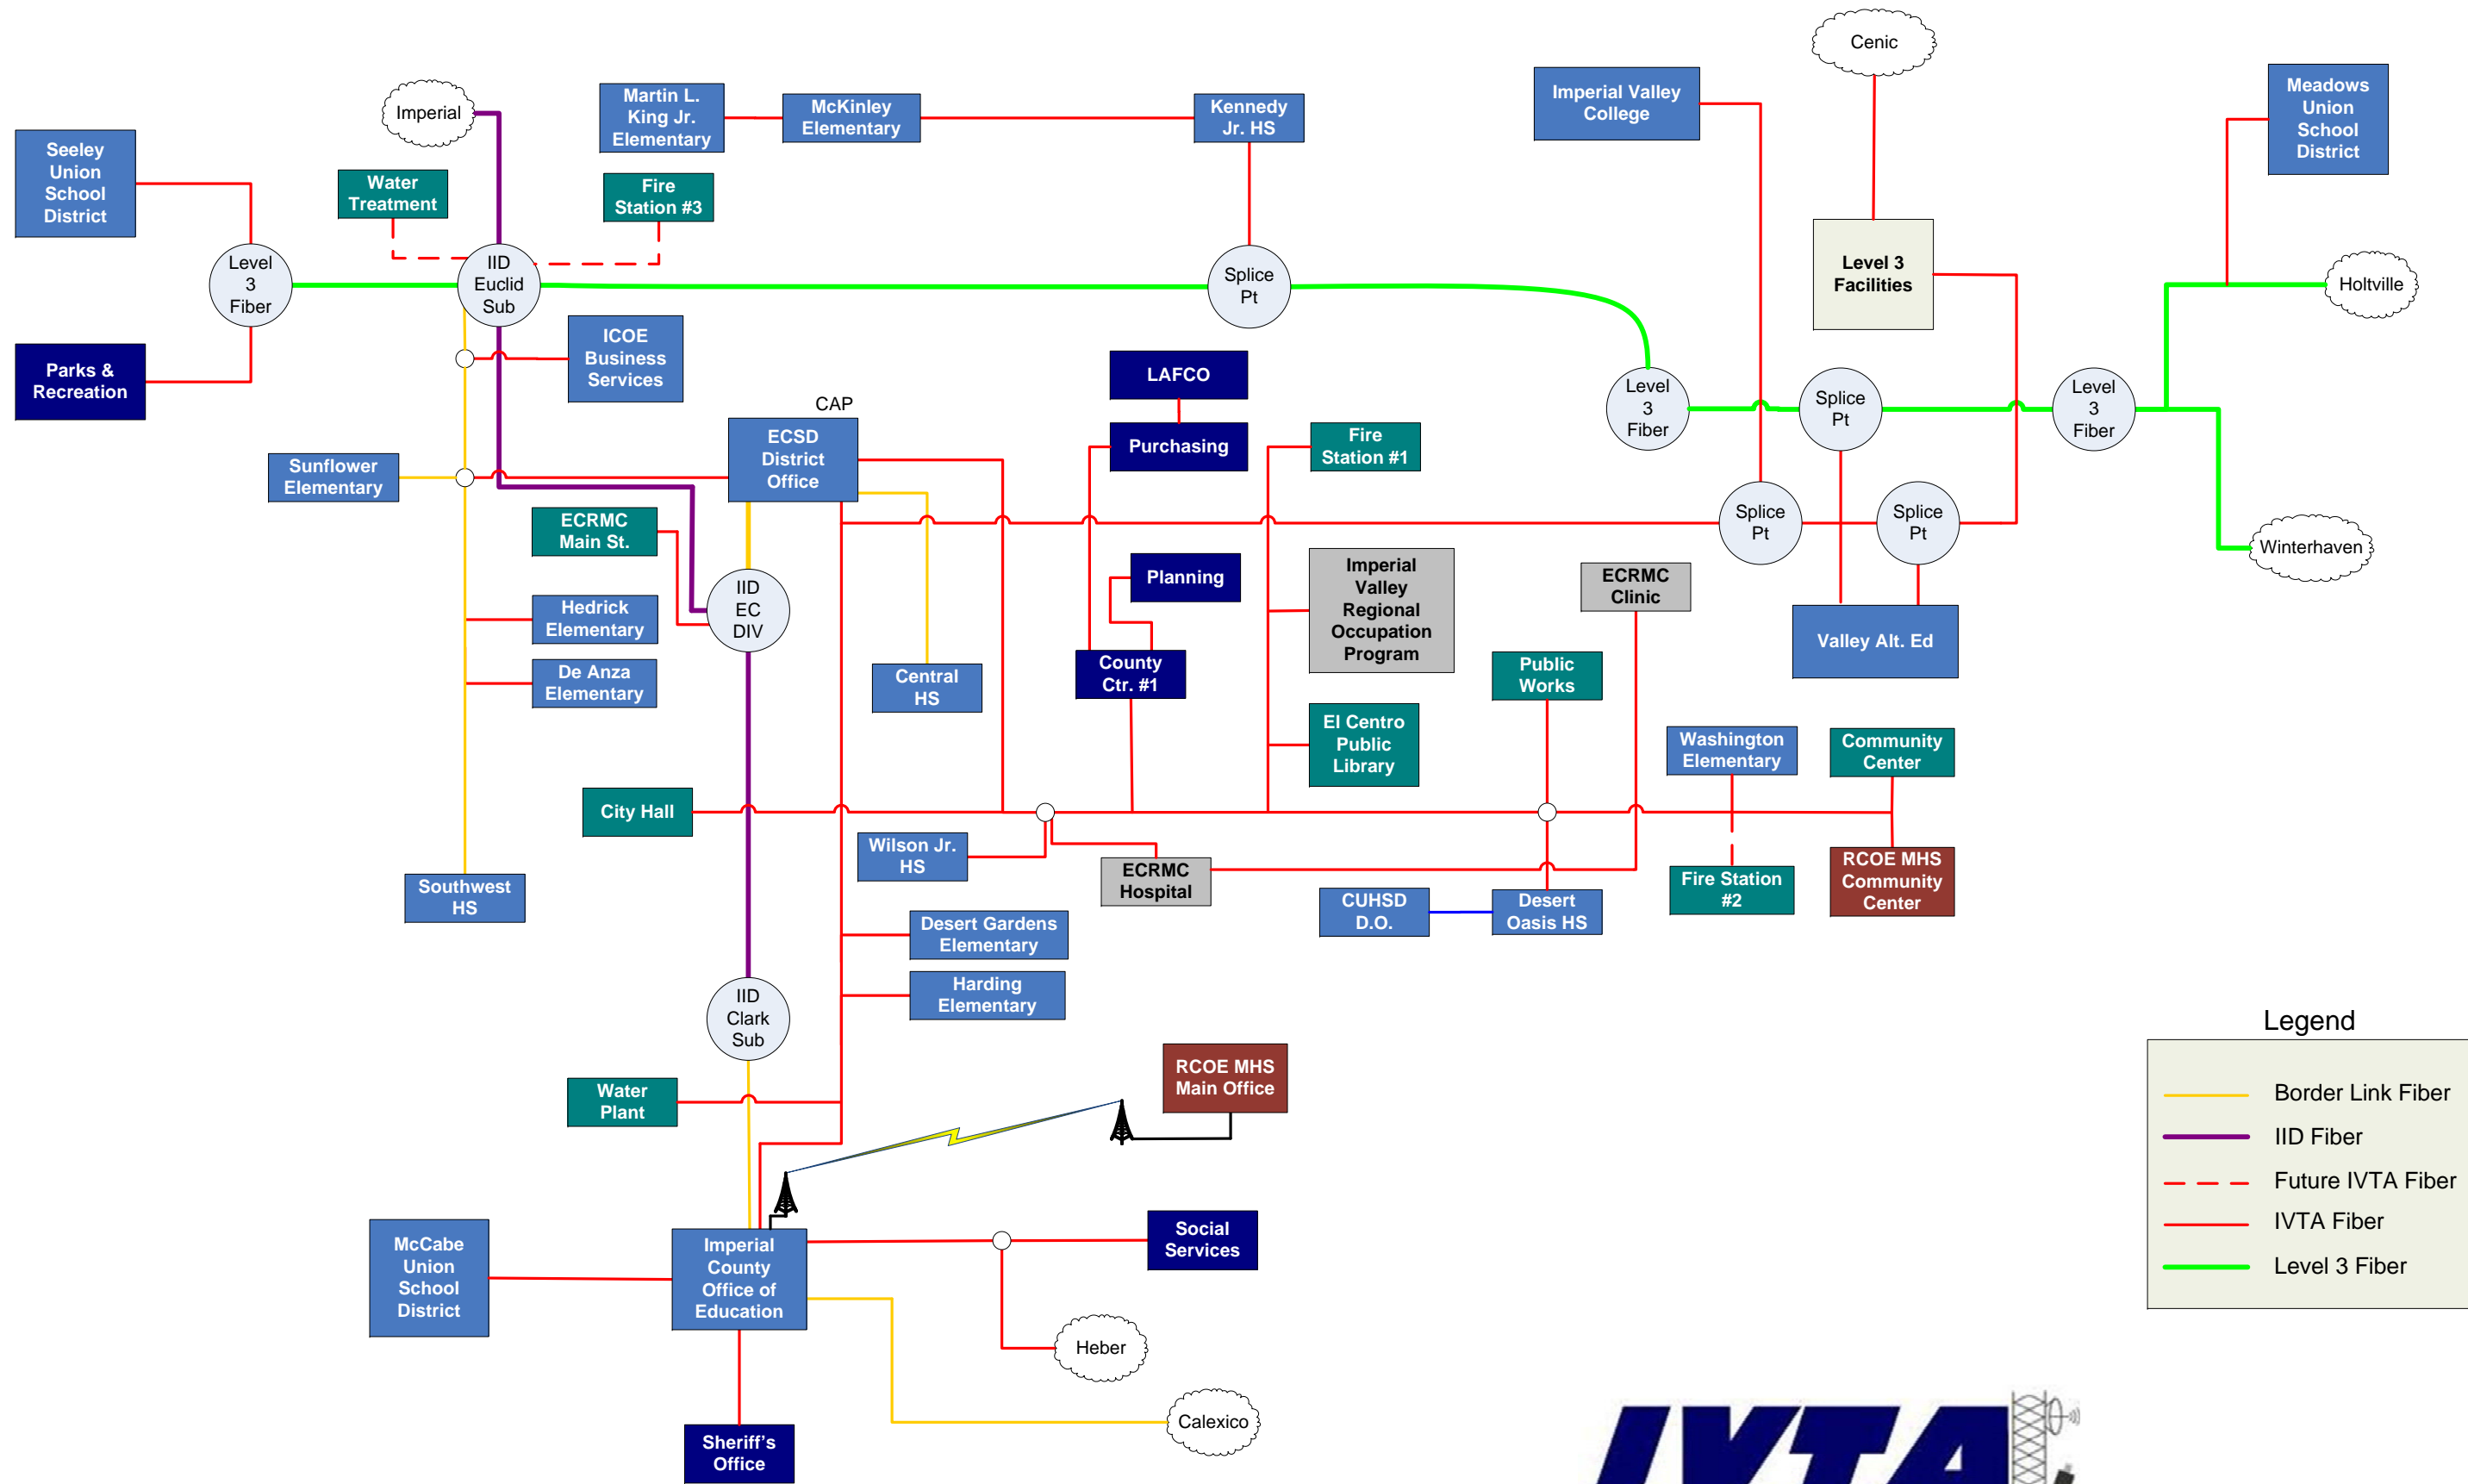 Cenic
Imperial
Martin L.
King Jr.
Elementary
McKinley
Elementary
Kennedy
Jr. HS
Imperial Valley
College
Meadows
Union
School
District
Seeley
Union
School
District
Water
Treatment
Fire
Station #3
Level
3
Fiber
IID
Euclid
Sub
Splice
Pt
Level 3
Facilities
Holtville
Parks &
Recreation
ICOE
Business
Services
LAFCO
Purchasing
Fire
Station #1
Level
3
Fiber
Splice
Pt
Level
3
Fiber
CAP
ECSD
District
Office
Sunflower
Elementary
ECRMC
Main St.
Splice
Pt
Splice
Pt
Winterhaven
IID
EC
DIV
Planning
Imperial
Valley
Regional
Occupation
Program
ECRMC
Clinic
Hedrick
Elementary
De Anza
Elementary
Central
HS
County
Ctr. #1
Public
Works
Valley Alt. Ed
El Centro
Public
Library
Washington
Elementary
Community
Center
City Hall
Wilson Jr.
HS
ECRMC
Hospital
Southwest
HS
CUHSD
D.O.
Desert
Oasis HS
Fire Station
#2
RCOE MHS
Community
Center
Desert Gardens
Elementary
Harding
Elementary
IID
Clark
Sub
Water
Plant
RCOE MHS
Main Office
Legend
Border Link Fiber
IID Fiber
Future IVTA Fiber
IVTA Fiber
Level 3 Fiber
McCabe
Union
School
District
Imperial
County
Office of
Education
Social
Services
Heber
Calexico
Sheriff's
Office
IVTA